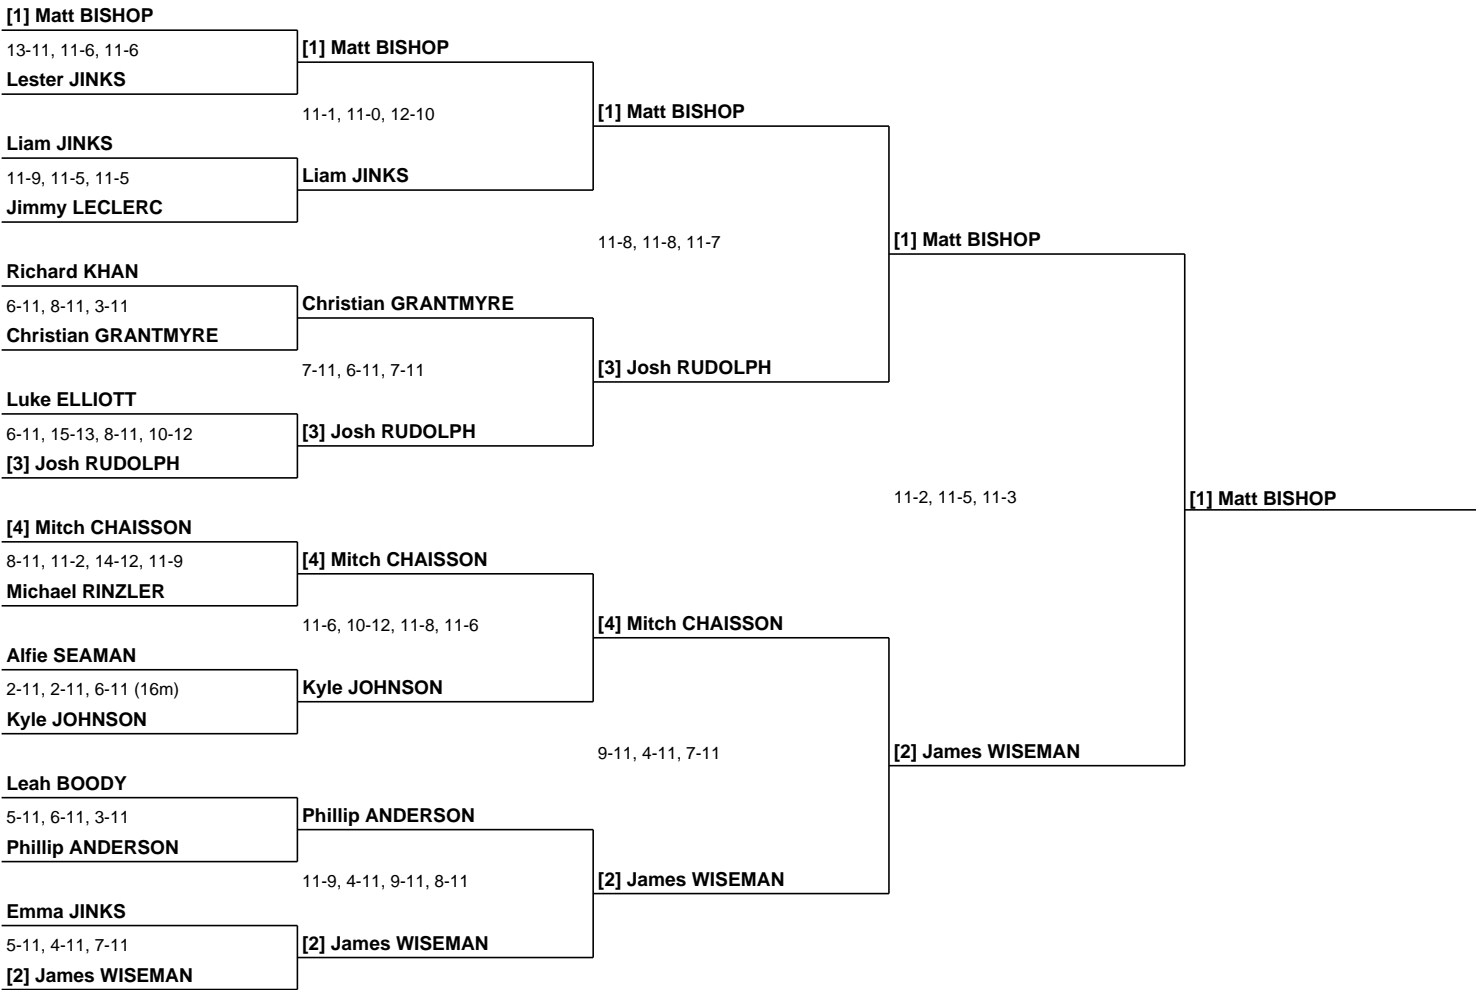 [1] Matt BISHOP
13-11, 11-6, 11-6
Lester JINKS
[1] Matt BISHOP
11-1, 11-0, 12-10
Liam JINKS
11-9, 11-5, 11-5
Jimmy LECLERC
Liam JINKS
[1] Matt BISHOP
11-8, 11-8, 11-7
Richard KHAN
6-11, 8-11, 3-11
Christian GRANTMYRE
Christian GRANTMYRE
7-11, 6-11, 7-11
Luke ELLIOTT
6-11, 15-13, 8-11, 10-12
[3] Josh RUDOLPH
[3] Josh RUDOLPH
[3] Josh RUDOLPH
[1] Matt BISHOP
11-2, 11-5, 11-3
[1] Matt BISHOP
[4] Mitch CHAISSON
8-11, 11-2, 14-12, 11-9
Michael RINZLER
[4] Mitch CHAISSON
11-6, 10-12, 11-8, 11-6
Alfie SEAMAN
2-11, 2-11, 6-11 (16m)
Kyle JOHNSON
Kyle JOHNSON
[4] Mitch CHAISSON
9-11, 4-11, 7-11
Leah BOODY
5-11, 6-11, 3-11
Phillip ANDERSON
Phillip ANDERSON
11-9, 4-11, 9-11, 8-11
Emma JINKS
5-11, 4-11, 7-11
[2] James WISEMAN
[2] James WISEMAN
[2] James WISEMAN
[2] James WISEMAN